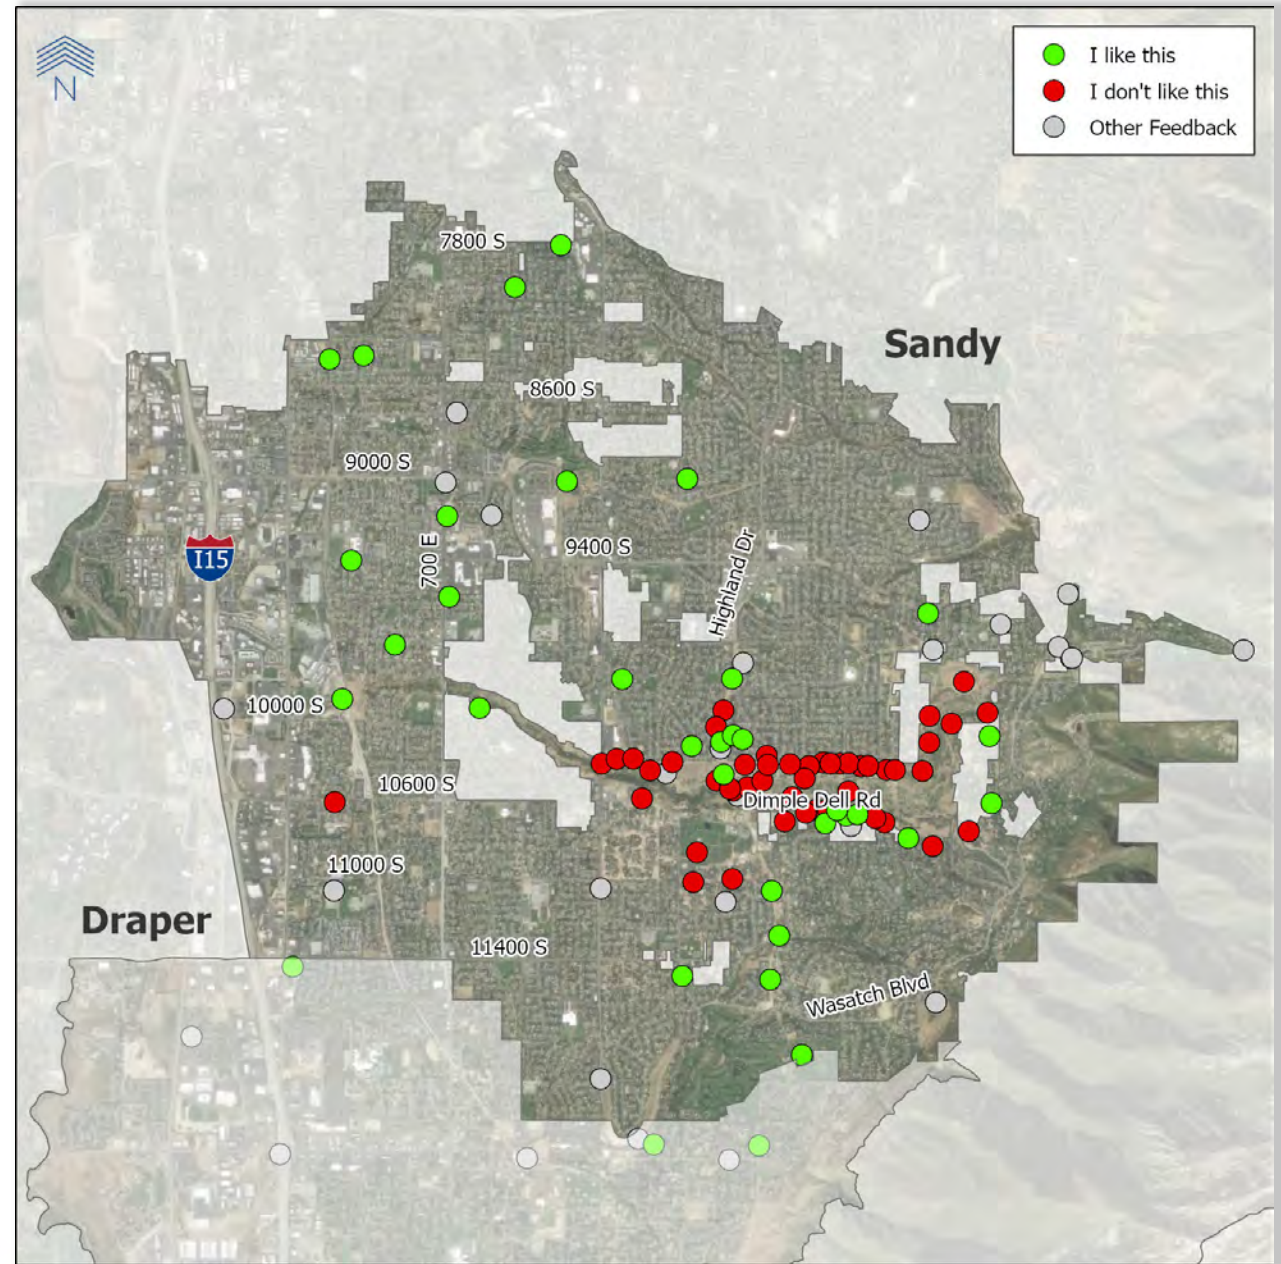 N
I like this
I don't like this
Other Feedback
7800 S
Sandy
8600 S
9000 S
I15
700 E
9400 S
Highland Dr
10000 S
10600 S
Dimple Dell Rd
11000 S
Draper
11400 S
Wasatch Blvd